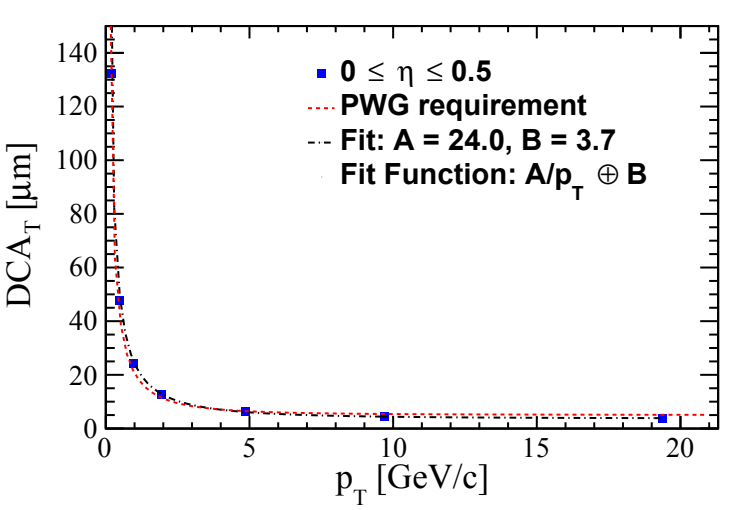 140
120
100
80
60
40
20
0
DCA_T [μm]
0 ≤ η ≤ 0.5
PWG requirement
Fit: A = 24.0, B = 3.7
Fit Function: A/p_T ⊕ B
0 5 10 15 20
p_T [GeV/c]